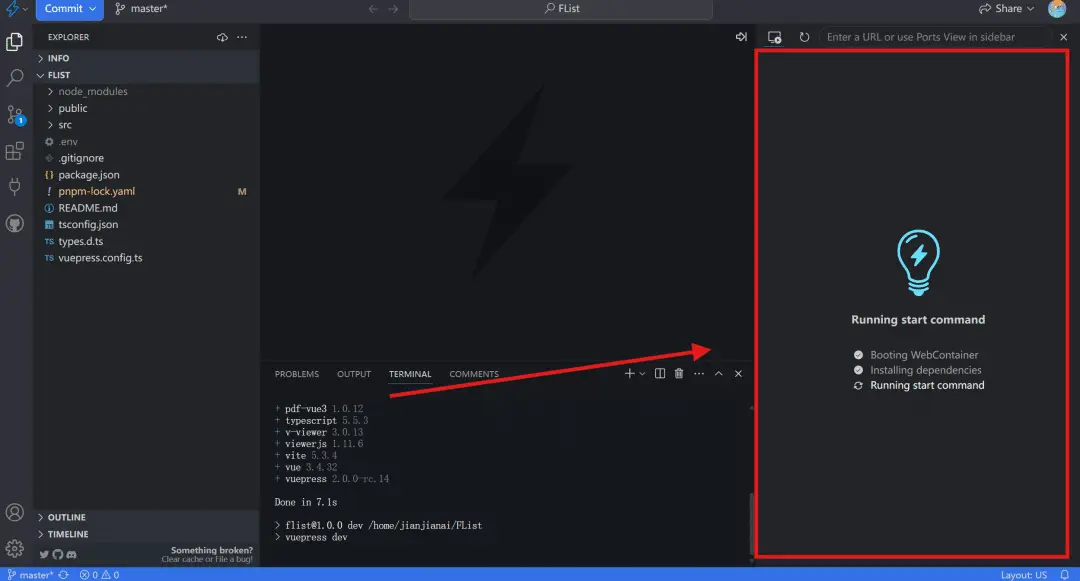 Commit
master*
FList
Share
EXPLORER
Enter a URL or use Ports View in sidebar
INFO
FLIST
node_modules
public
src
.env
.gitignore
{} package.json
! pnpm-lock.yaml M
README.md
tsconfig.json
TS types.d.ts
TS vuepress.config.ts
1
OUTLINE
TIMELINE
Something broken?
Clear cache or File a bug!
PROBLEMS OUTPUT TERMINAL COMMENTS
+ pdf-vue3 1.0.12
+ typescript 5.5.3
+ v-viewer 3.0.13
+ viewerjs 1.11.6
+ vite 5.3.4
+ vue 3.4.32
+ vuepress 2.0.0-rc.14
Done in 7.1s
> flist@1.0.0 dev /home/jianjianai/FList
> vuepress dev
Running start command
Booting WebContainer
Installing dependencies
Running start command
master* 0 0
Layout: US